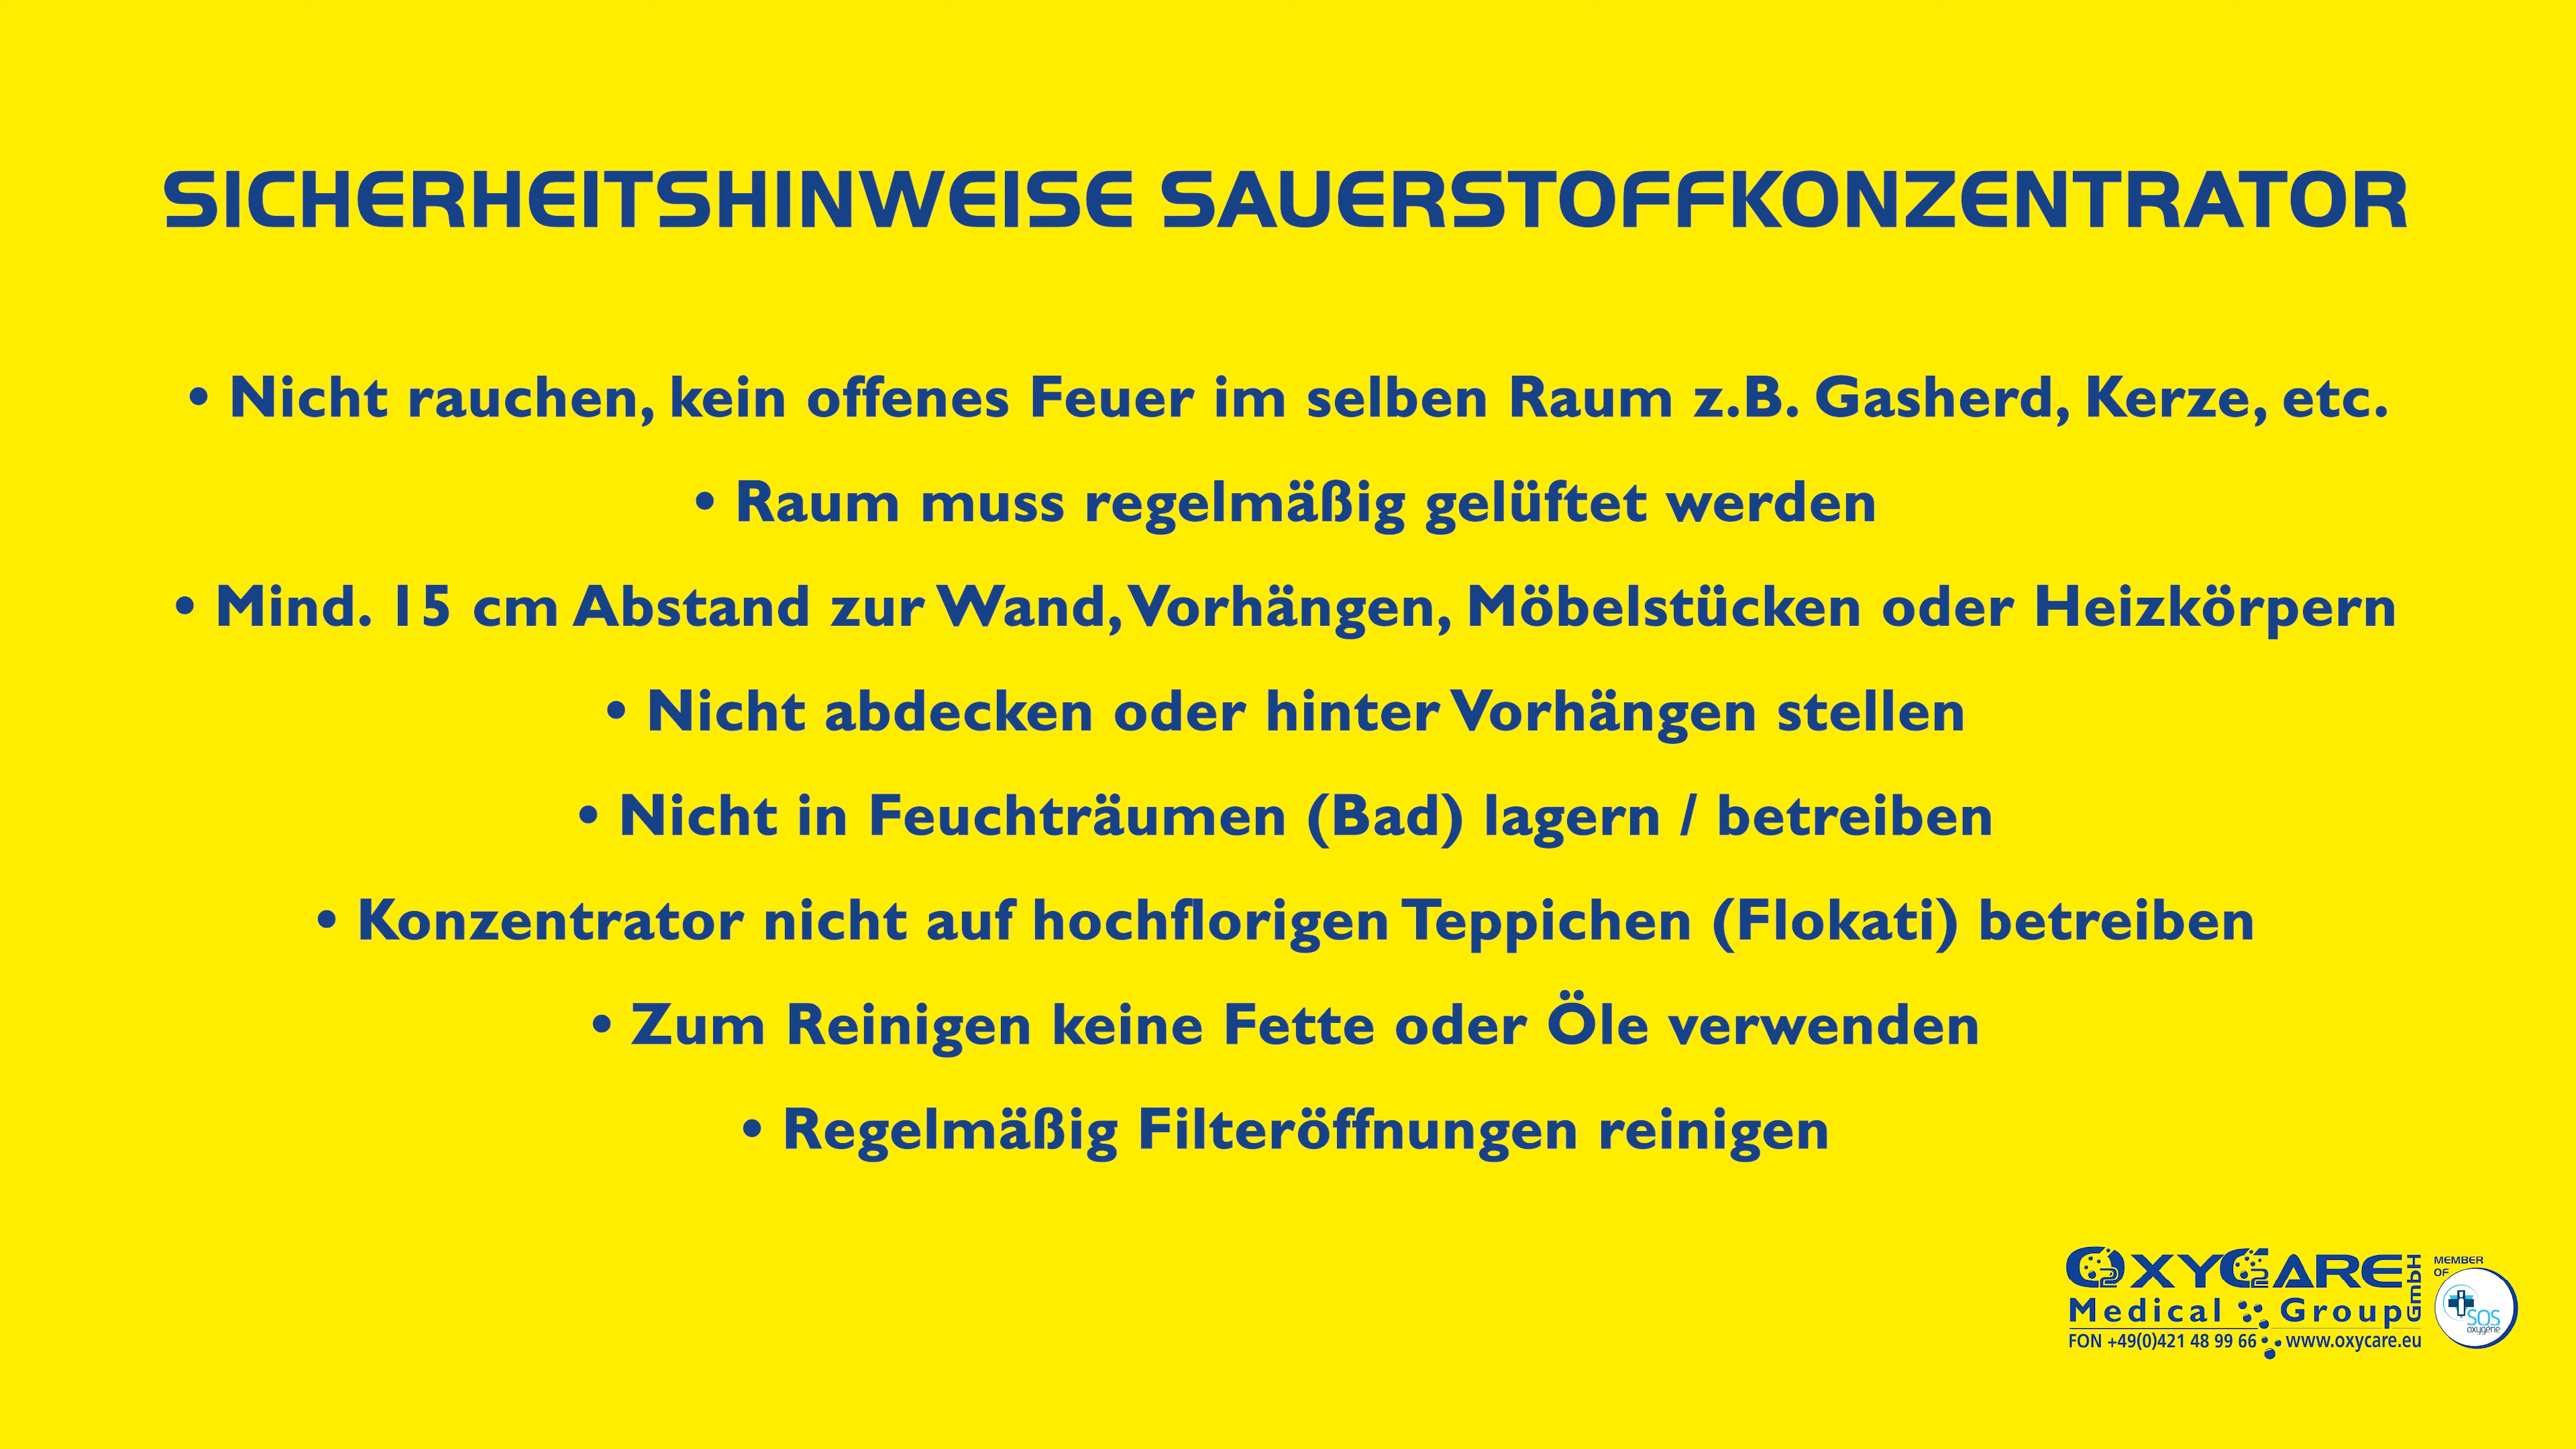 SICHERHEITSHINWEISE SAUERSTOFFKONZENTRATOR
• Nicht rauchen, kein offenes Feuer im selben Raum z.B. Gasherd, Kerze, etc.
• Raum muss regelmäßig gelüftet werden
• Mind. 15 cm Abstand zur Wand, Vorhängen, Möbelstücken oder Heizkörpern
• Nicht abdecken oder hinter Vorhängen stellen
• Nicht in Feuchträumen (Bad) lagern / betreiben
• Konzentrator nicht auf hochflorigen Teppichen (Flokati) betreiben
• Zum Reinigen keine Fette oder Öle verwenden
• Regelmäßig Filteröffnungen reinigen
O2XYC2ARE GmbH
Medical Group
FON +49(0)421 48 99 66 www.oxycare.eu
MEMBER
OF
SOS
oxygène